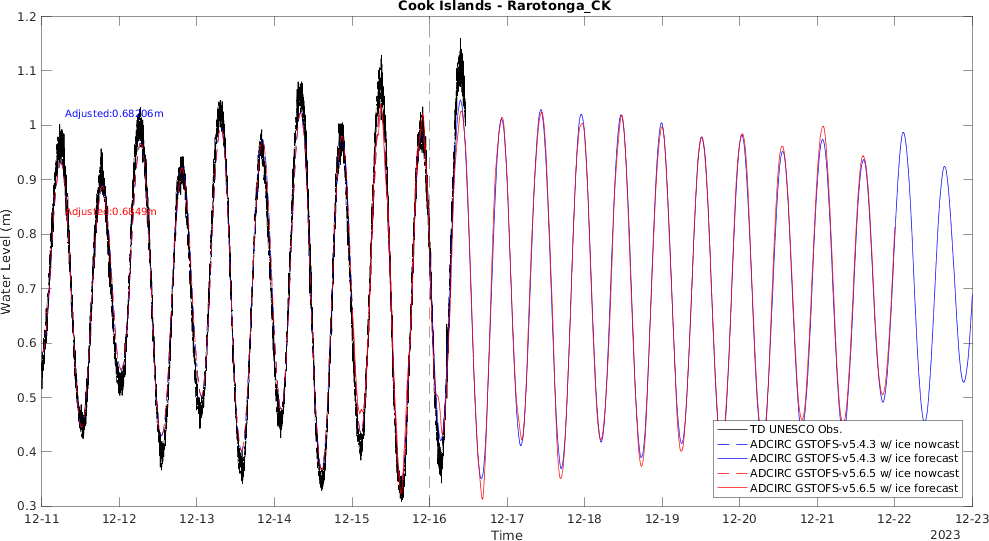 Cook Islands - Rarotonga_CK
Water Level (m)
1.2
1.1
1
0.9
0.8
0.7
0.6
0.5
0.4
0.3
Adjusted:0.68206m
Adjusted:0.6849m
TD UNESCO Obs.
ADCIRC GSTOFS-v5.4.3 w/ ice nowcast
ADCIRC GSTOFS-v5.4.3 w/ ice forecast
ADCIRC GSTOFS-v5.6.5 w/ ice nowcast
ADCIRC GSTOFS-v5.6.5 w/ ice forecast
12-11 12-12 12-13 12-14 12-15 12-16 12-17 12-18 12-19 12-20 12-21 12-22 12-23
Time
2023